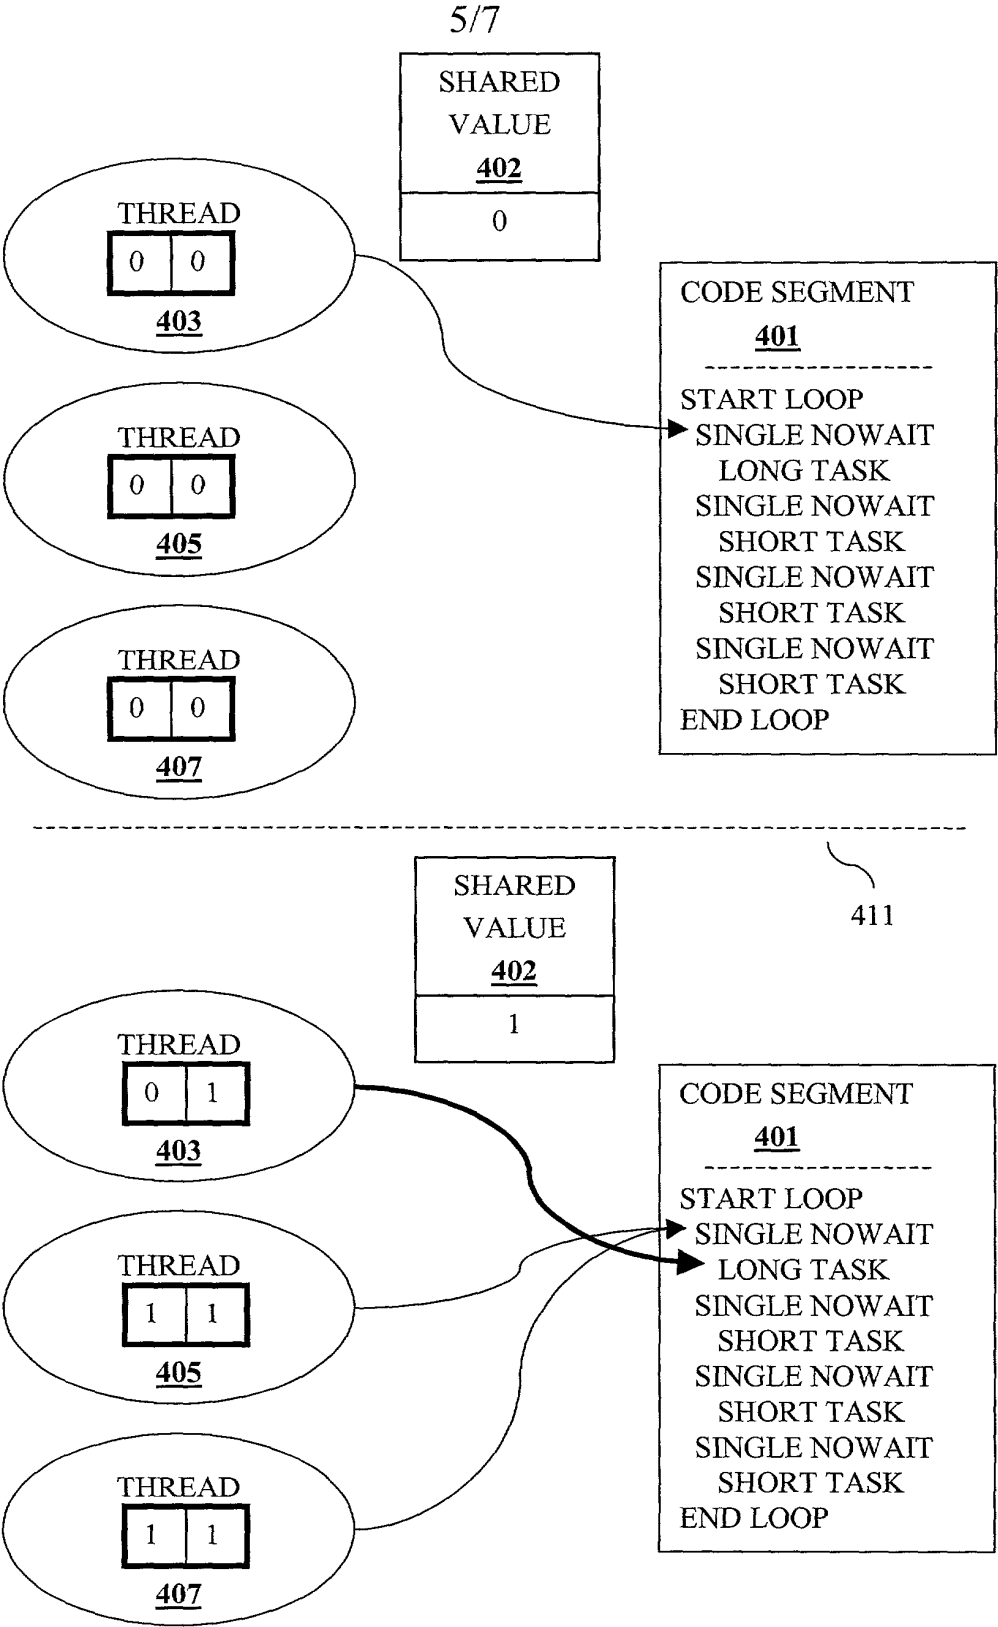 5/7
SHARED
VALUE
402
0
THREAD
0 0
403
THREAD
0 0
405
THREAD
0 0
407
CODE SEGMENT
401
START LOOP
SINGLE NOWAIT
LONG TASK
SINGLE NOWAIT
SHORT TASK
SINGLE NOWAIT
SHORT TASK
SINGLE NOWAIT
SHORT TASK
END LOOP
411
SHARED
VALUE
402
1
THREAD
0 1
403
THREAD
1 1
405
THREAD
1 1
407
CODE SEGMENT
401
START LOOP
SINGLE NOWAIT
LONG TASK
SINGLE NOWAIT
SHORT TASK
SINGLE NOWAIT
SHORT TASK
SINGLE NOWAIT
SHORT TASK
END LOOP